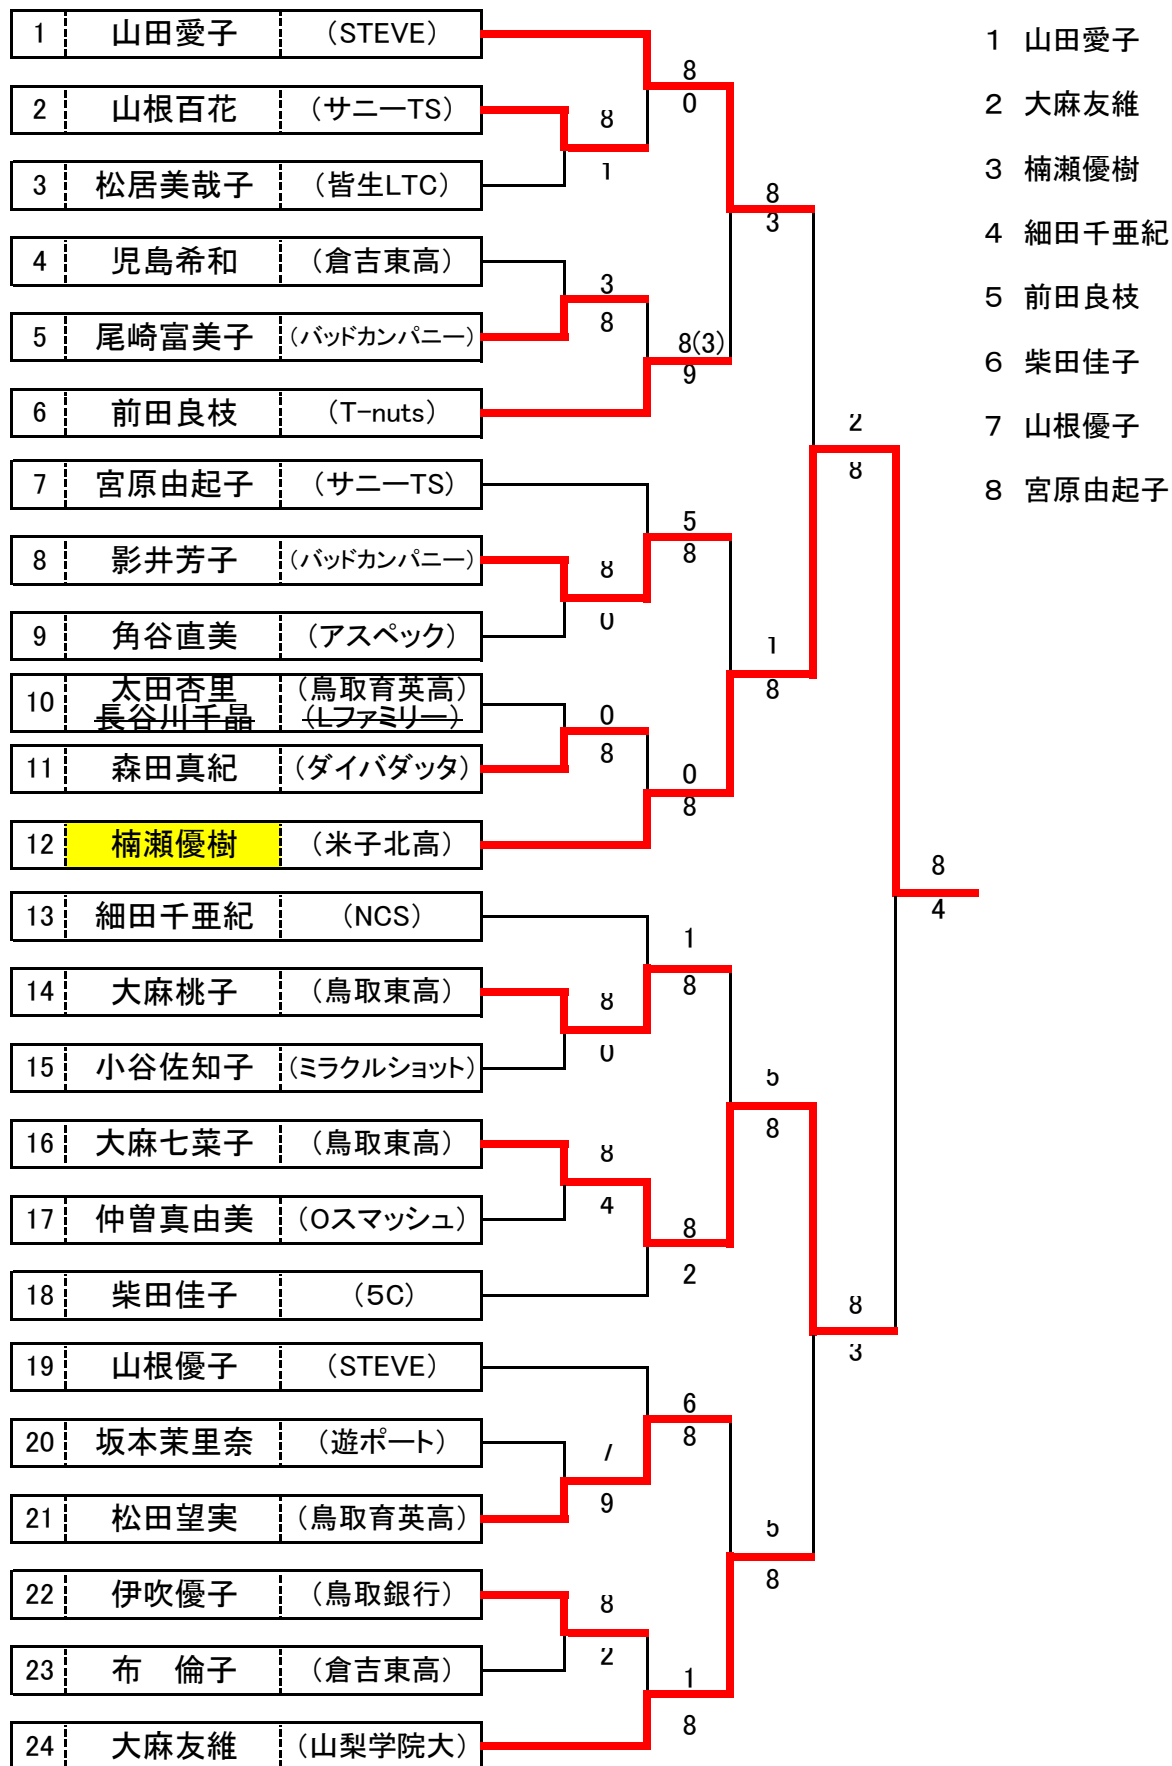 1 山田愛子 （STEVE）
2 山根百花 （サニーTS）
3 松居美哉子 （皆生LTC）
4 児島希和 （倉吉東高）
5 尾崎富美子 （バッドカンパニー）
6 前田良枝 （T-nuts）
7 宮原由起子 （サニーTS）
8 影井芳子 （バッドカンパニー）
9 角谷直美 （アスペック）
10 太田杏里 （鳥取育英高）
長谷川千晶 （Lファミリー）
11 森田真紀 （ダイバダッタ）
12 楠瀬優樹 （米子北高）
13 細田千亜紀 （NCS）
14 大麻桃子 （鳥取東高）
15 小谷佐知子 （ミラクルショット）
16 大麻七菜子 （鳥取東高）
17 仲曽真由美 （Oスマッシュ）
18 柴田佳子 （5C）
19 山根優子 （STEVE）
20 坂本茉里奈 （遊ポート）
21 松田望実 （鳥取育英高）
22 伊吹優子 （鳥取銀行）
23 布　倫子 （倉吉東高）
24 大麻友維 （山梨学院大）
8
1
3
8
8
0
0
8
8
0
8
4
7
9
8
2
8
0
8(3)
9
5
8
0
8
1
8
8
2
6
8
1
8
8
3
1
8
5
8
5
8
2
8
8
3
8
4
1 山田愛子
2 大麻友維
3 楠瀬優樹
4 細田千亜紀
5 前田良枝
6 柴田佳子
7 山根優子
8 宮原由起子